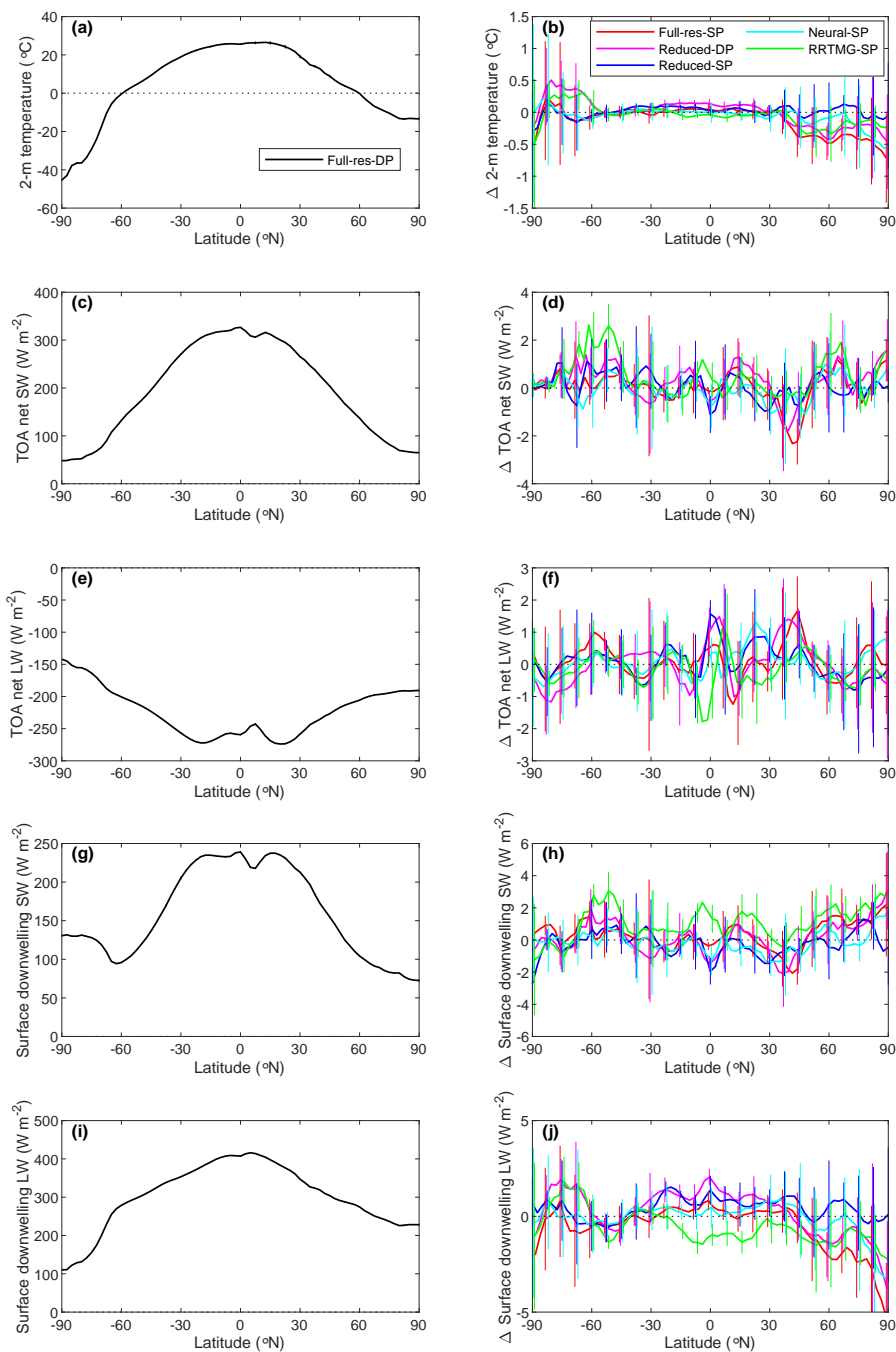 (a)
2-m temperature (°C)
40
20
0
-20
-40
-60
Full-res-DP
-90 -60 -30 0 30 60 90
Latitude (°N)
(b)
Δ 2-m temperature (°C)
1.5
1
0.5
0
-0.5
-1
-1.5
Full-res-SP
Reduced-DP
Reduced-SP
Neural-SP
RRTMG-SP
-90 -60 -30 0 30 60 90
Latitude (°N)
(c)
TOA net SW (W m-2)
400
300
200
100
0
-90 -60 -30 0 30 60 90
Latitude (°N)
(d)
Δ TOA net SW (W m-2)
4
2
0
-2
-4
-90 -60 -30 0 30 60 90
Latitude (°N)
(e)
TOA net LW (W m-2)
0
-50
-100
-150
-200
-250
-300
-90 -60 -30 0 30 60 90
Latitude (°N)
(f)
Δ TOA net LW (W m-2)
3
2
1
0
-1
-2
-3
-90 -60 -30 0 30 60 90
Latitude (°N)
(g)
Surface downwelling SW (W m-2)
250
200
150
100
50
0
-90 -60 -30 0 30 60 90
Latitude (°N)
(h)
Δ Surface downwelling SW (W m-2)
6
4
2
0
-2
-4
-6
-90 -60 -30 0 30 60 90
Latitude (°N)
(i)
Surface downwelling LW (W m-2)
500
400
300
200
100
0
-90 -60 -30 0 30 60 90
Latitude (°N)
(j)
Δ Surface downwelling LW (W m-2)
5
0
-5
-90 -60 -30 0 30 60 90
Latitude (°N)